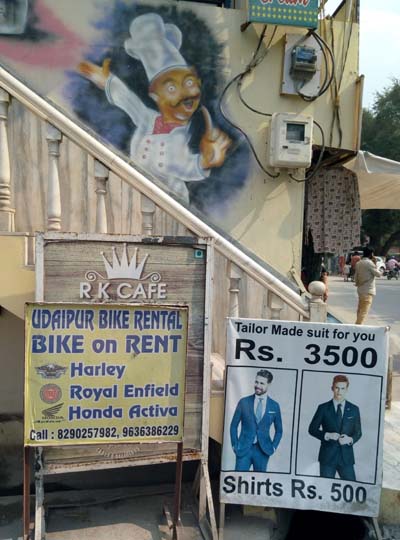 R K CAFE
UDAIPUR BIKE RENTAL
BIKE on RENT
Harley
Royal Enfield
HONDA
Honda Activa
Call : 8290257982, 9636386229
Tailor Made suit for you
Rs. 3500
Shirts Rs. 500